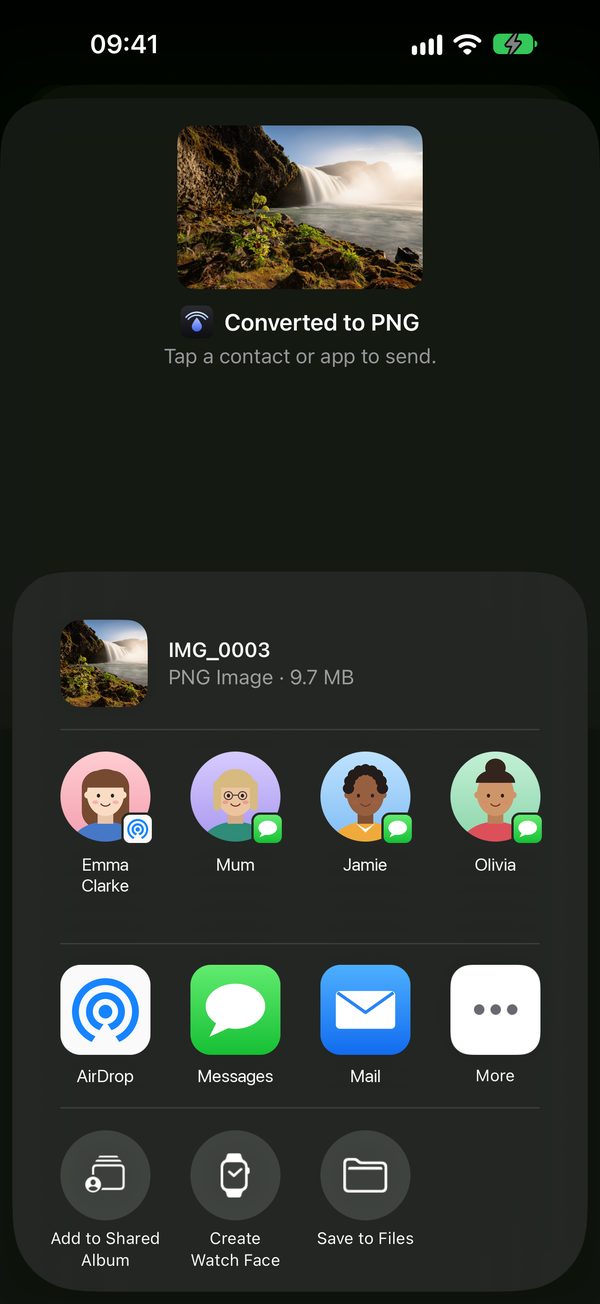 09:41
Converted to PNG
Tap a contact or app to send.
IMG_0003
PNG Image · 9.7 MB
Emma
Clarke
Mum
Jamie
Olivia
AirDrop
Messages
Mail
More
Add to Shared
Album
Create
Watch Face
Save to Files